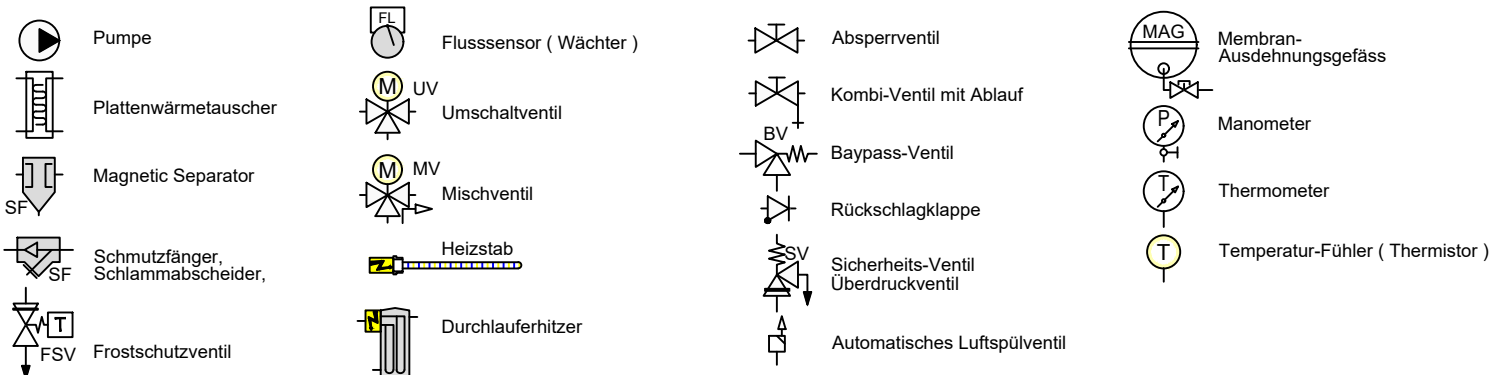 Pumpe
Plattenwärmetauscher
Magnetic Separator
SF
Schmutzfänger,
Schlammabscheider,
SF
T
FSV
Frostschutzventil
FL
Flusssensor ( Wächter )
M
UV
Umschaltventil
M
MV
Mischventil
Heizstab
Durchlauferhitzer
Absperrventil
Kombi-Ventil mit Ablauf
BV
Baypass-Ventil
Rückschlagklappe
SV
Sicherheits-Ventil
Überdruckventil
Automatisches Luftspülventil
MAG
Membran-
Ausdehnungsgefäss
P
Manometer
T
Thermometer
T
Temperatur-Fühler ( Thermistor )